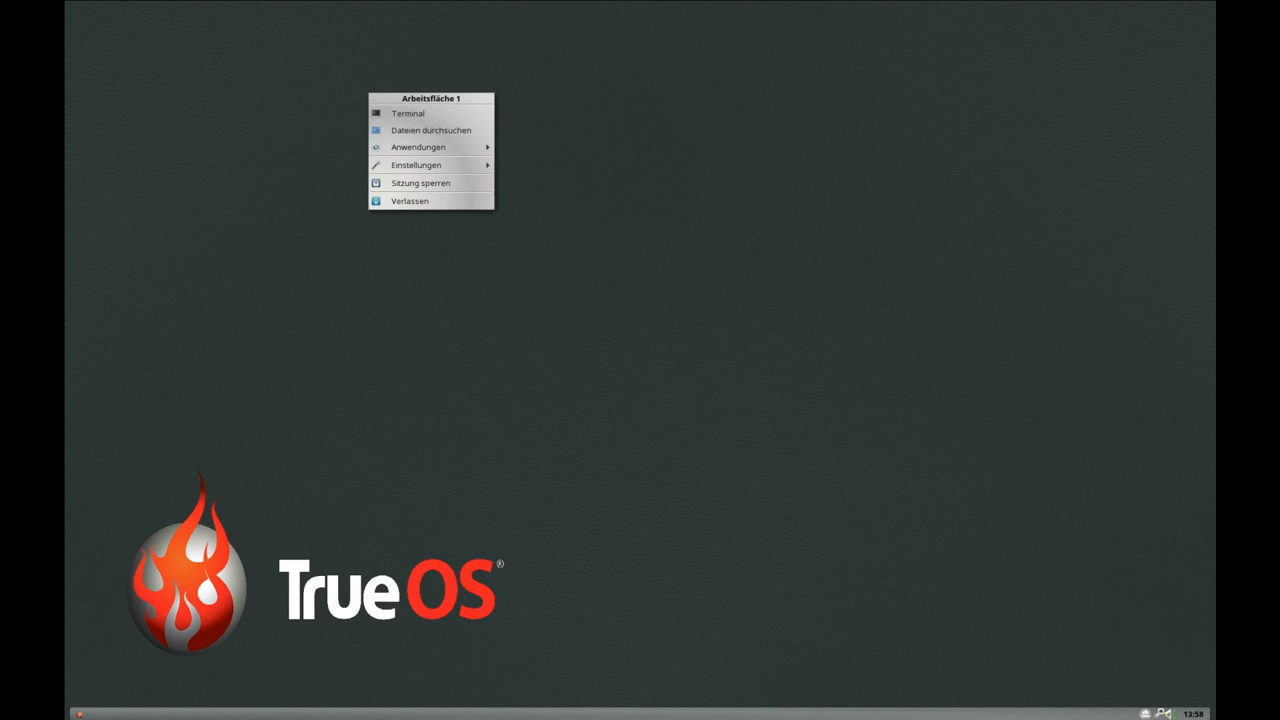 Arbeitsfläche 1
Terminal
Dateien durchsuchen
Anwendungen
Einstellungen
Sitzung sperren
Verlassen
TrueOS®
13:58